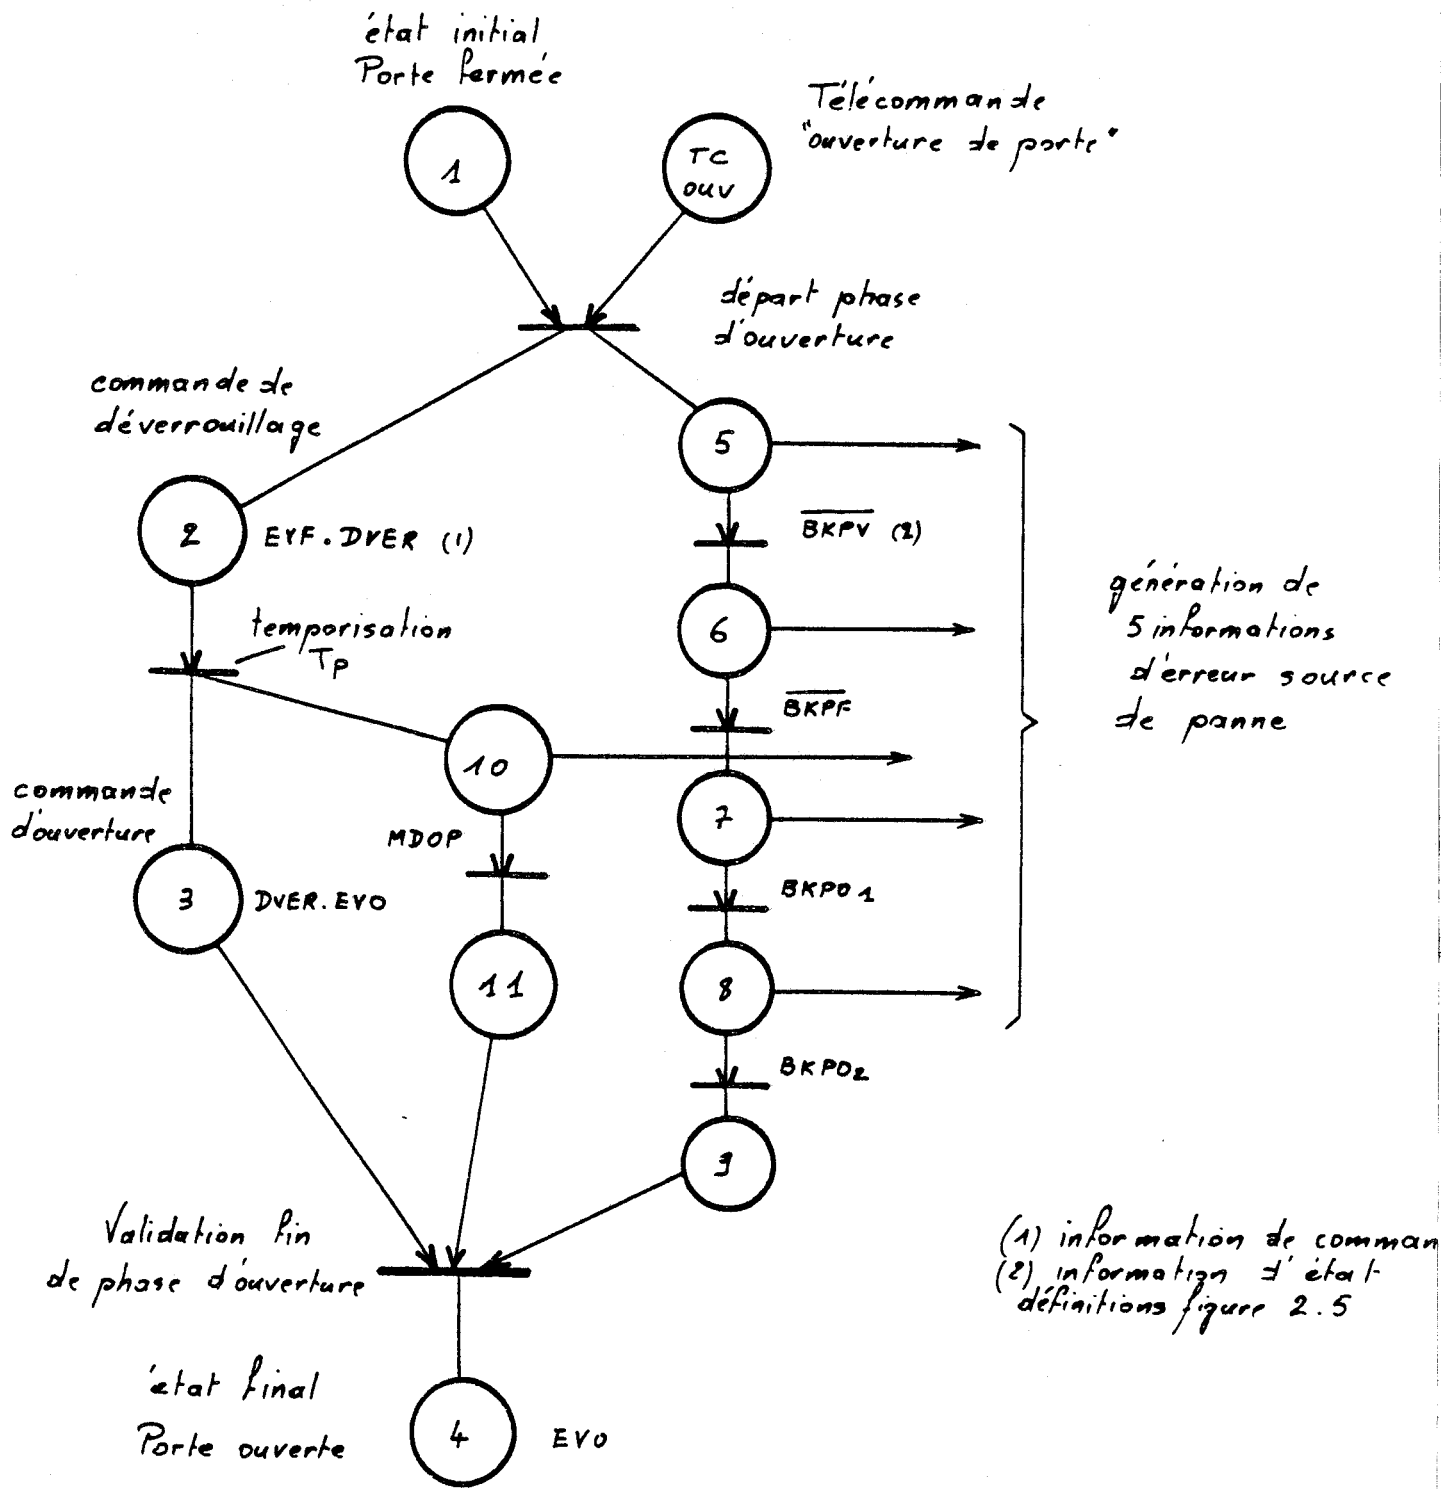 état initial
Porte fermée
Télécommande
"ouverture de porte"
1
TC
ouv
départ phase
d'ouverture
commande de
déverrouillage
5
2
EVF.DVER (1)
B̅K̅P̅V̅ (2)
temporisation
Tp
6
génération de
5 informations
d'erreur source
de panne
B̅K̅P̅F̅
10
commande
d'ouverture
7
MDOP
3
DVER.EVO
BKPO1
11
8
BKPO2
9
Validation fin
de phase d'ouverture
(1) information de comman
(2) information d'état
définitions figure 2.5
état final
Porte ouverte
4
EVO